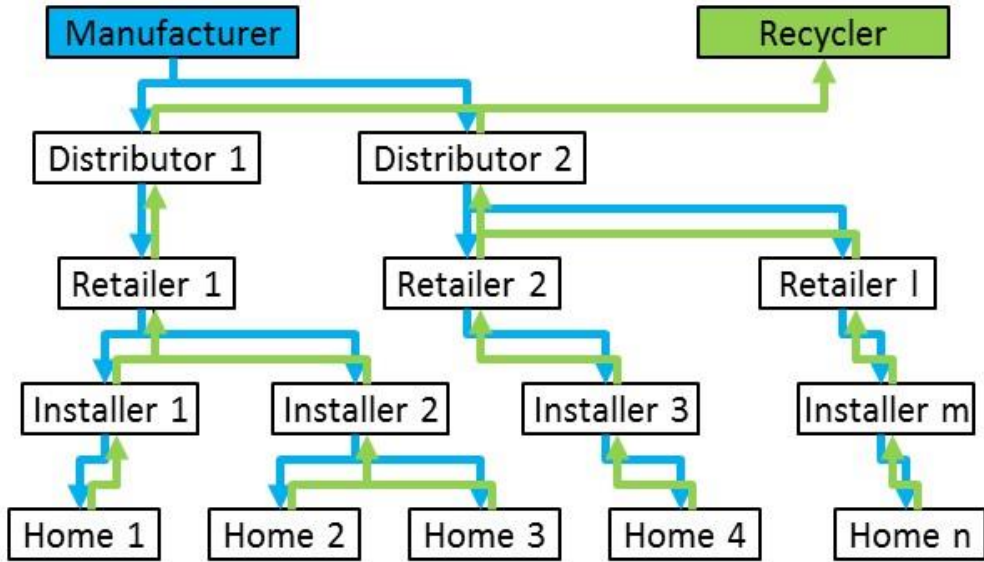 Manufacturer
Recycler
Distributor 1
Distributor 2
Retailer 1
Retailer 2
Retailer l
Installer 1
Installer 2
Installer 3
Installer m
Home 1
Home 2
Home 3
Home 4
Home n